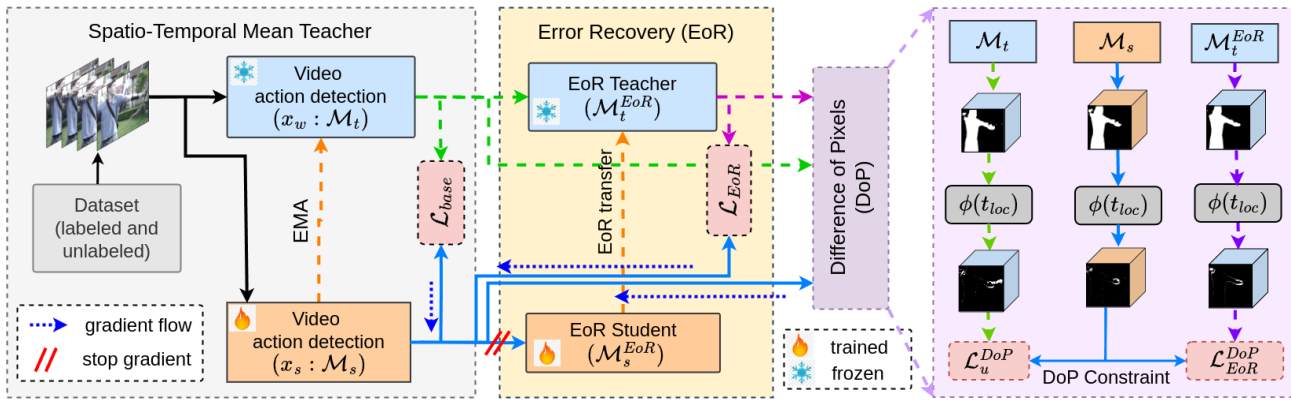 Spatio-Temporal Mean Teacher
Video
action detection
(x_w : M_t)
Dataset
(labeled and
unlabeled)
EMA
L_base
gradient flow
stop gradient
Video
action detection
(x_s : M_s)
Error Recovery (EoR)
EoR Teacher
(M_t^{EoR})
EoR transfer
L_EoR
EoR Student
(M_s^{EoR})
Difference of Pixels
(DoP)
trained
frozen
M_t
M_s
M_t^{EoR}
ϕ(t_loc)
ϕ(t_loc)
ϕ(t_loc)
L_u^{DoP}
DoP Constraint
L_{EoR}^{DoP}